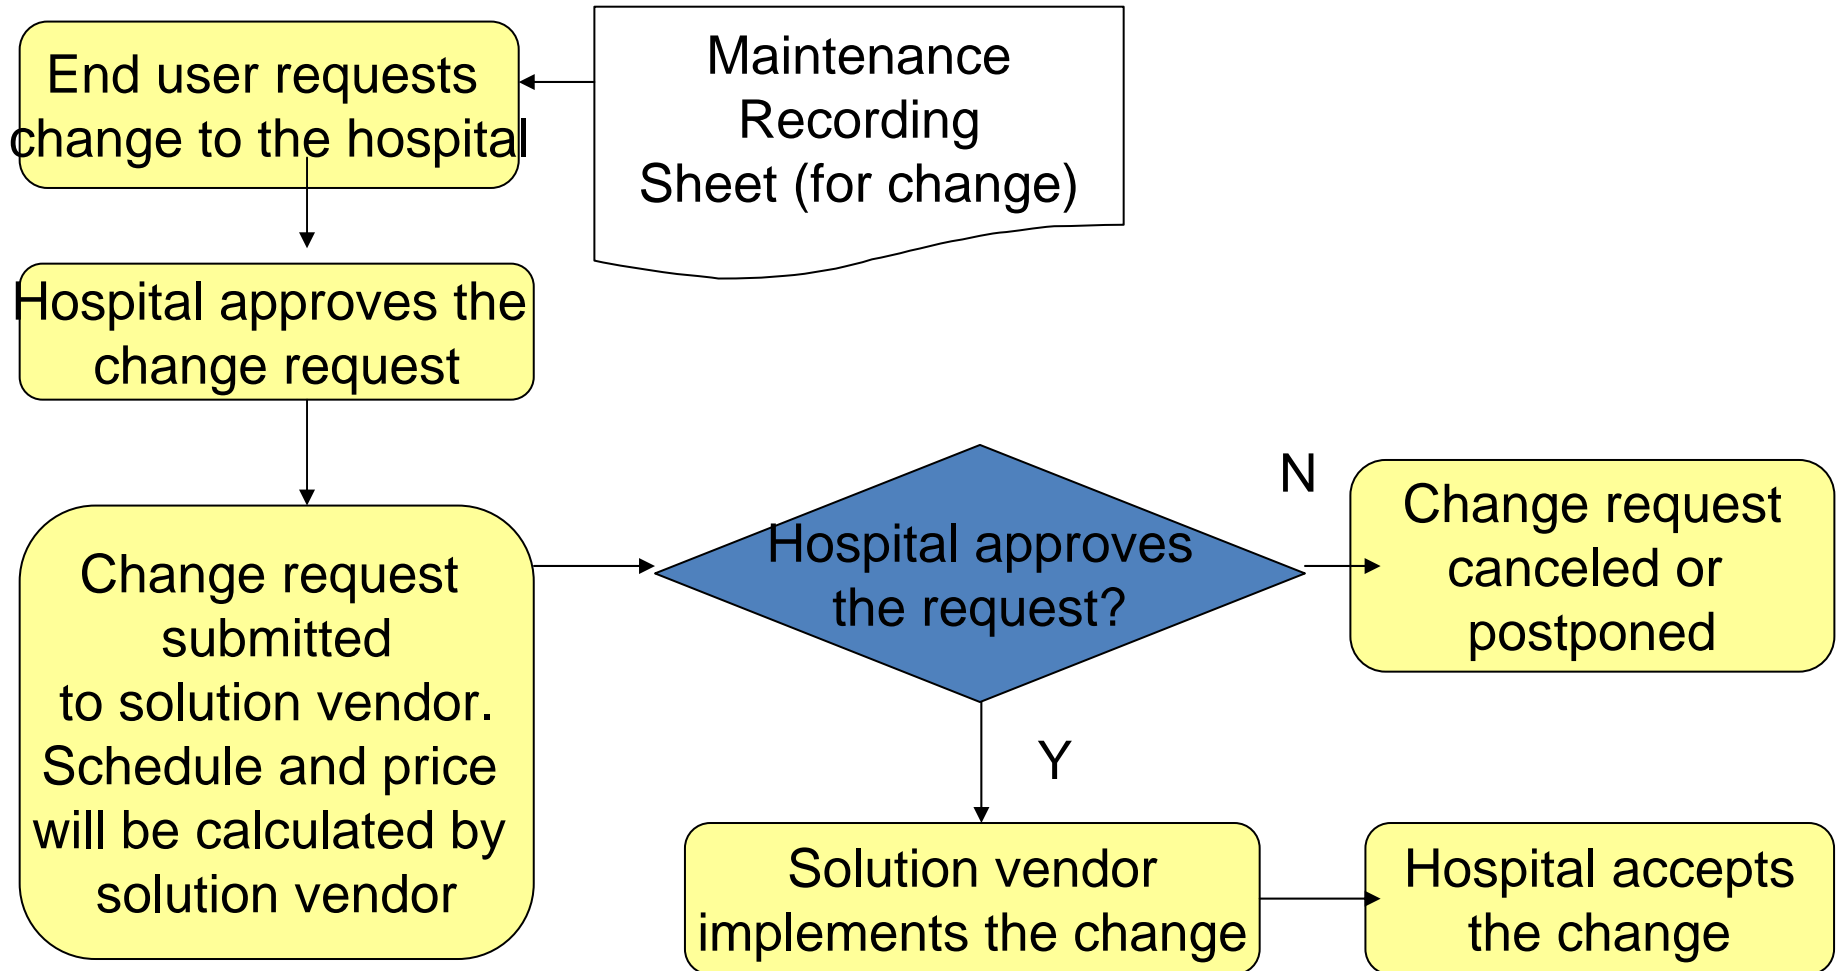 End user requests
change to the hospital
Maintenance
Recording
Sheet (for change)
Hospital approves the
change request
Change request
submitted
to solution vendor.
Schedule and price
will be calculated by
solution vendor
Hospital approves
the request?
N
Change request
canceled or
postponed
Y
Solution vendor
implements the change
Hospital accepts
the change